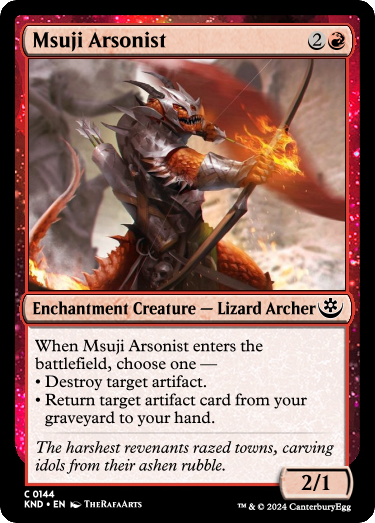 Msuji Arsonist 2
Enchantment Creature — Lizard Archer
When Msuji Arsonist enters the
battlefield, choose one —
• Destroy target artifact.
• Return target artifact card from your
graveyard to your hand.
The harshest revenants razed towns, carving
idols from their ashen rubble.
2/1
C 0144
KND • EN TheRafaArts
™ & © 2024 CanterburyEgg